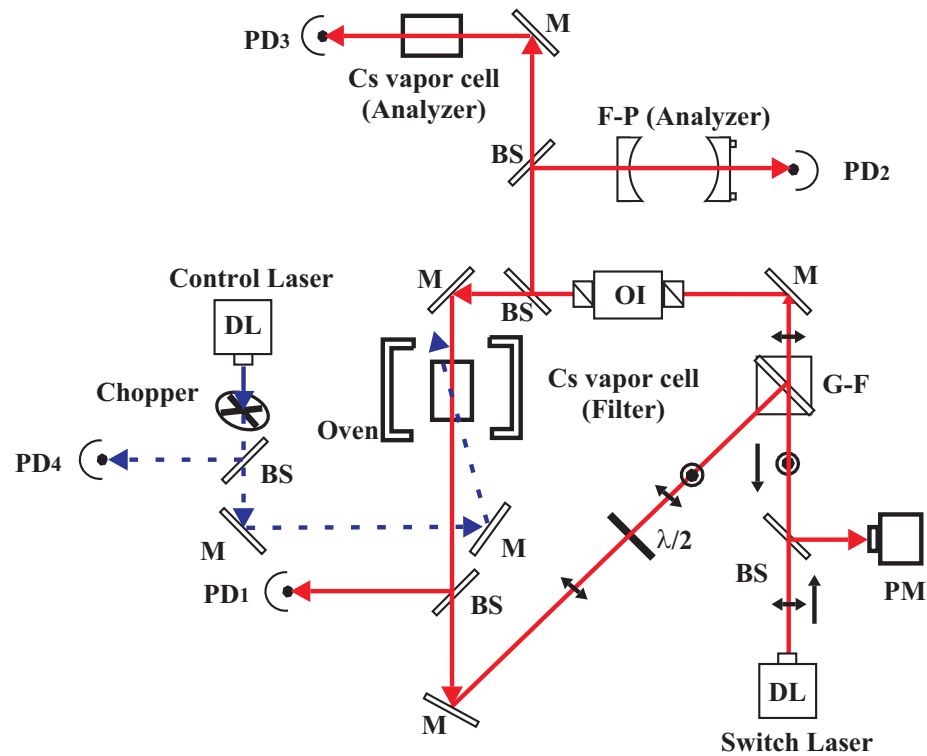 M
PD3
Cs vapor cell
(Analyzer)
F-P (Analyzer)
BS
PD2
Control Laser
M
M
BS
OI
DL
G-F
Chopper
Cs vapor cell
(Filter)
Oven
PD4
BS
M
M
λ/2
BS
PM
PD1
BS
M
DL
Switch Laser